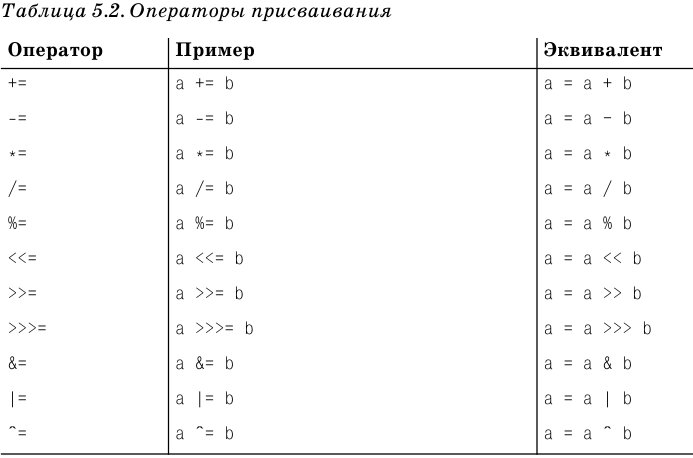 Таблица 5.2. Операторы присваивания
Оператор Пример Эквивалент
+= a += b a = a + b
-= a -= b a = a - b
*= a *= b a = a * b
/= a /= b a = a / b
%= a %= b a = a % b
<<= a <<= b a = a << b
>>= a >>= b a = a >> b
>>>= a >>>= b a = a >>> b
&= a &= b a = a & b
|= a |= b a = a | b
^= a ^= b a = a ^ b